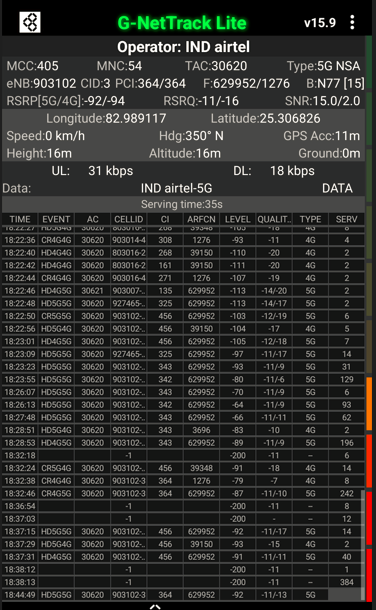 G-NetTrack Lite v15.9
Operator: IND airtel
MCC:405 MNC:54 TAC:30620 Type:5G NSA
eNB:903102 CID:3 PCI:364/364 F:629952/1276 B:N77 [15]
RSRP[5G/4G]:-92/-94 RSRQ:-11/-16 SNR:15.0/2.0
Longitude:82.989117 Latitude:25.306826
Speed:0 km/h Hdg:350° N GPS Acc:11m
Height:16m Altitude:16m Ground:0m
UL: 31 kbps DL: 18 kbps
Data: IND airtel-5G DATA
Serving time:35s
TIME EVENT AC CELLID CI ARFCN LEVEL QUALIT.. TYPE SERV
18:22:27 HD5G4G 30620 803016-.. 268 39348 -105 -18 4G 8
18:22:36 CR4G4G 30620 903014-4 308 1276 -93 -11 4G 4
18:22:40 HD4G4G 30620 803016-2 268 39150 -110 -20 4G 2
18:22:42 HD4G4G 30620 803016-2 161 39150 -111 -20 4G 2
18:22:44 CR4G4G 30620 903016-4 271 1276 -107 -19 4G 2
18:22:46 HD4G5G 30621 903007-.. 135 629952 -113 -14/20 5G 2
18:22:48 HD5G5G 30620 927465-.. 325 629952 -113 -14/17 5G 2
18:22:50 CR5G5G 30620 903102-.. 456 629952 -103 -12/19 5G 6
18:22:56 HD5G4G 30620 903102-.. 456 39150 -104 -17 4G 5
18:23:01 HD4G5G 30620 903102-.. 456 629952 -105 -12/18 5G 7
18:23:09 HD5G5G 30620 927465-.. 325 629952 -97 -11/17 5G 14
18:23:23 HD5G5G 30620 903102-.. 343 629952 -93 -11/9 5G 31
18:23:55 HD5G5G 30620 903102-.. 342 629952 -80 -11/6 5G 129
18:26:07 HD5G5G 30620 903102-.. 343 629952 -70 -11/9 5G 6
18:26:13 HD5G5G 30620 903102-.. 342 629952 -64 -11/9 5G 93
18:27:48 HD5G5G 30620 903102-.. 343 629952 -66 -11/11 5G 62
18:28:51 HD5G4G 30620 903102-.. 343 3696 -83 -10 4G 2
18:28:53 HD4G5G 30620 903102-.. 343 629952 -89 -11/9 5G 196
18:32:18 -1 -200 -11 – 6
18:32:24 CR5G4G 30620 903102-.. 456 39348 -91 -18 4G 14
18:32:38 CR4G4G 30620 903102-3 364 1276 -79 -7 4G 8
18:32:46 CR4G5G 30620 903102-3 364 629952 -87 -11/10 5G 242
18:36:54 -1 -200 -11 – 8
18:37:03 -1 -200 - – 12
18:37:15 HD5G5G 30620 903102-.. 456 629952 -92 -11/17 5G 14
18:37:29 HD5G4G 30620 903102-.. 456 39150 -93 -15 4G 2
18:37:31 HD4G5G 30620 903102-.. 456 629952 -91 -11/11 5G 40
18:38:12 -1 -200 -11 – 1
18:38:13 -1 -200 -11 – 384
18:44:49 HD5G5G 30620 903102-3 364 629952 -92 -11/13 5G